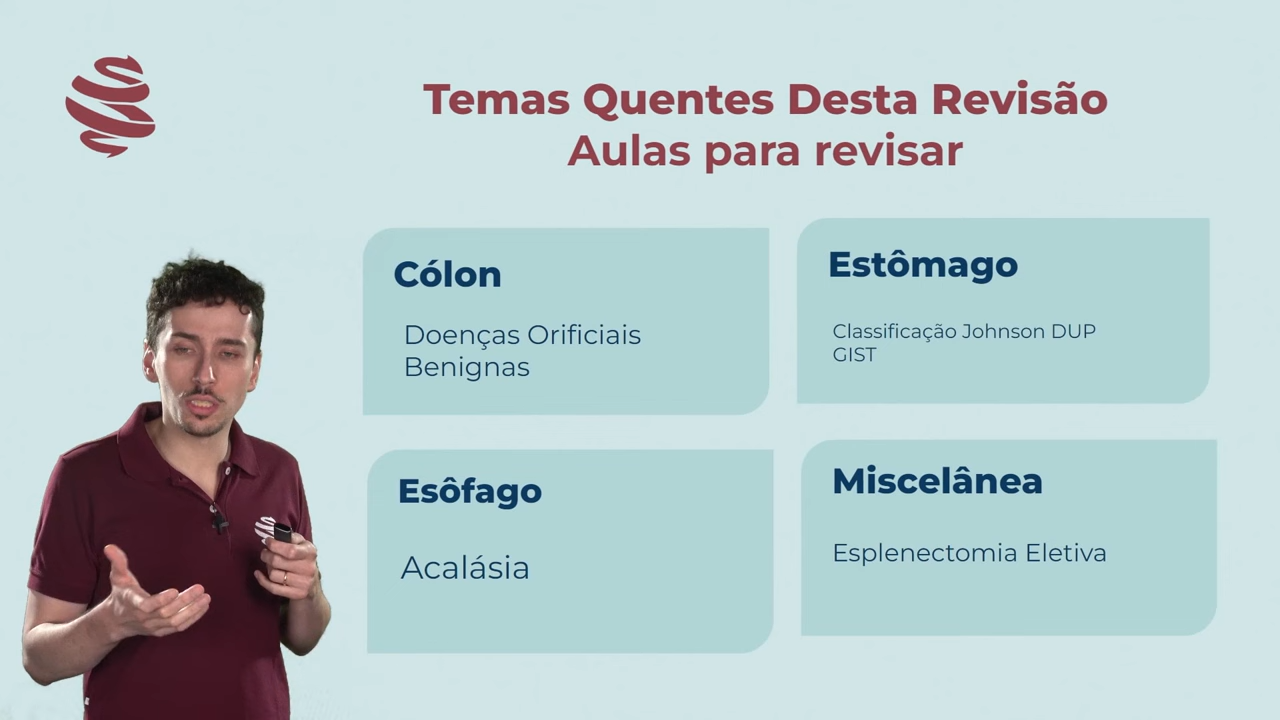 Temas Quentes Desta Revisão
Aulas para revisar
Cólon
Doenças Orificiais
Benignas
Estômago
Classificação Johnson DUP
GIST
Esôfago
Acalásia
Miscelânea
Esplenectomia Eletiva